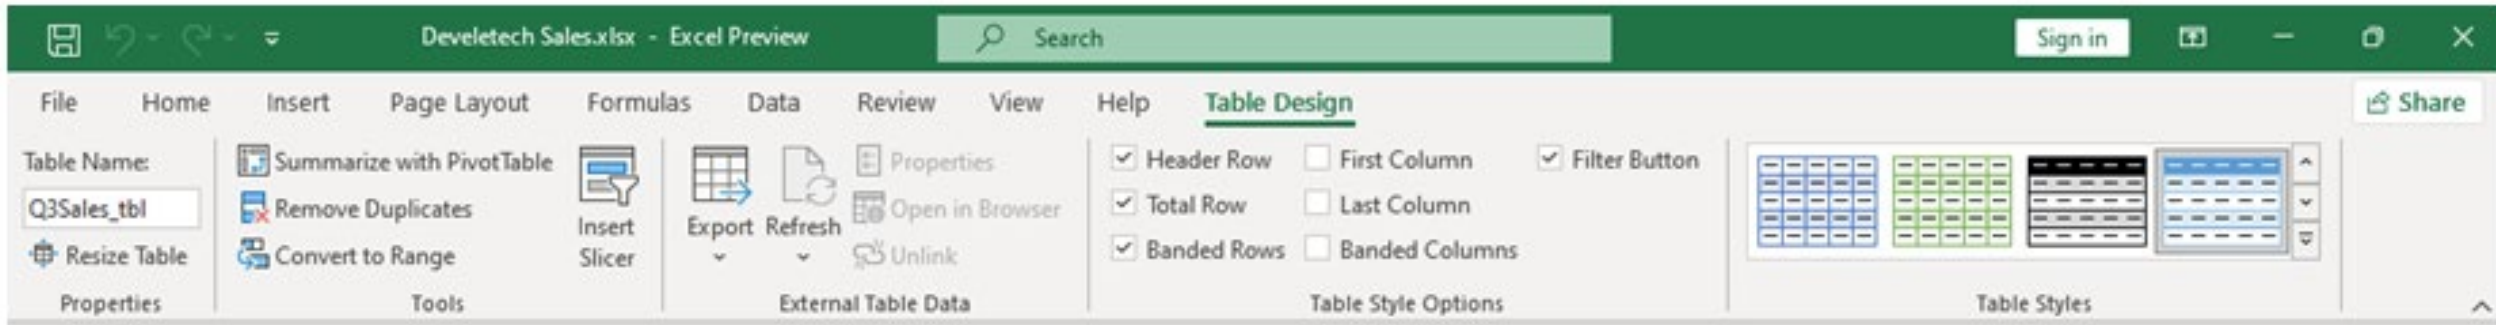 Develetech Sales.xlsx - Excel Preview
Search
Sign in
File Home Insert Page Layout Formulas Data Review View Help Table Design
Share
Table Name:
Q3Sales_tbl
Resize Table
Properties
Summarize with PivotTable
Remove Duplicates
Convert to Range
Insert
Slicer
Tools
Export
Refresh
Properties
Open in Browser
Unlink
External Table Data
Header Row
Total Row
Banded Rows
First Column
Last Column
Banded Columns
Filter Button
Table Style Options
Table Styles